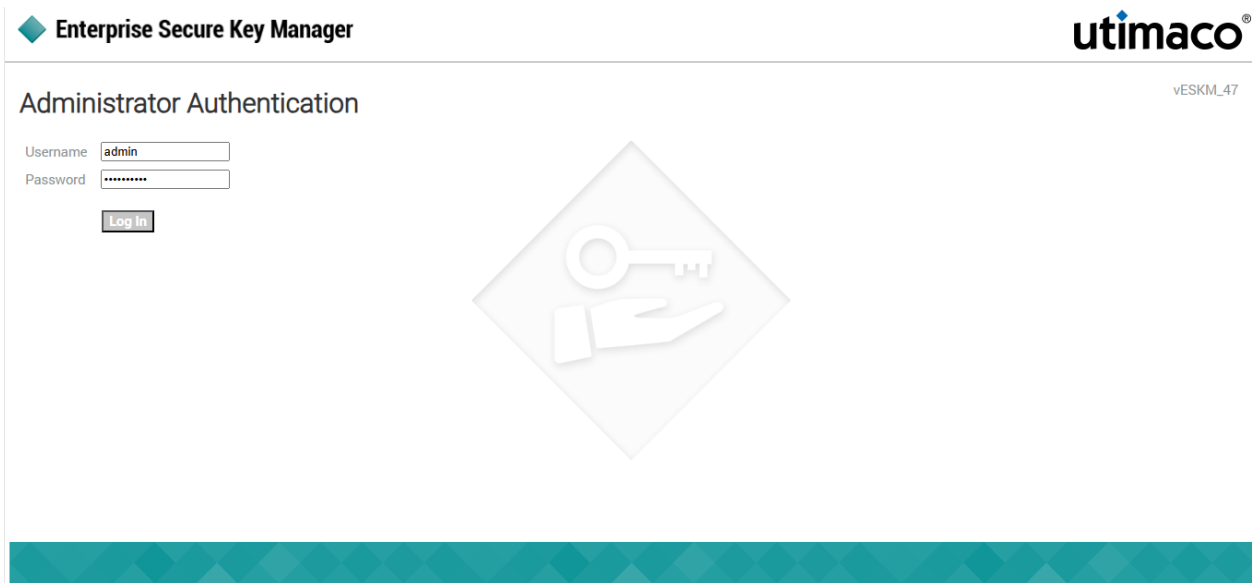 Enterprise Secure Key Manager
utimaco®
Administrator Authentication
vESKM_47
Username admin
Password ••••••••••
Log In